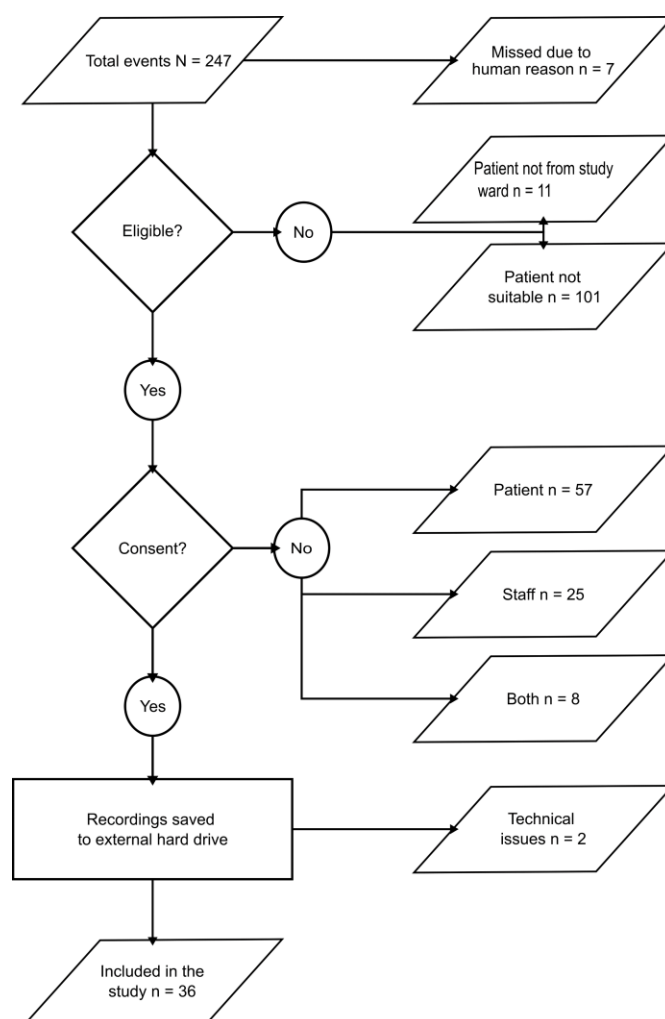 Total events N = 247
Missed due to
human reason n = 7
Patient not from study
ward n = 11
Eligible?
No
Patient not
suitable n = 101
Yes
Patient n = 57
Consent?
No
Staff n = 25
Both n = 8
Yes
Recordings saved
to external hard drive
Technical
issues n = 2
Included in the
study n = 36